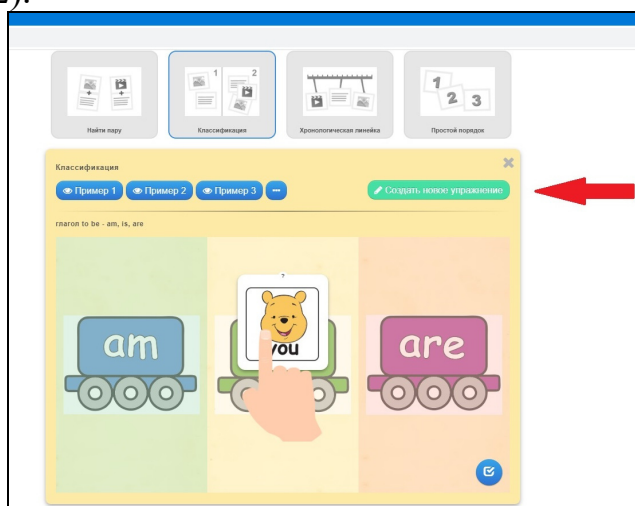 1 2
1 2 3
Найти пару Классификация Хронологическая линейка Простой порядок
Классификация
Пример 1 Пример 2 Пример 3 Создать новое упражнение
глагол to be - am, is, are
?
am you are